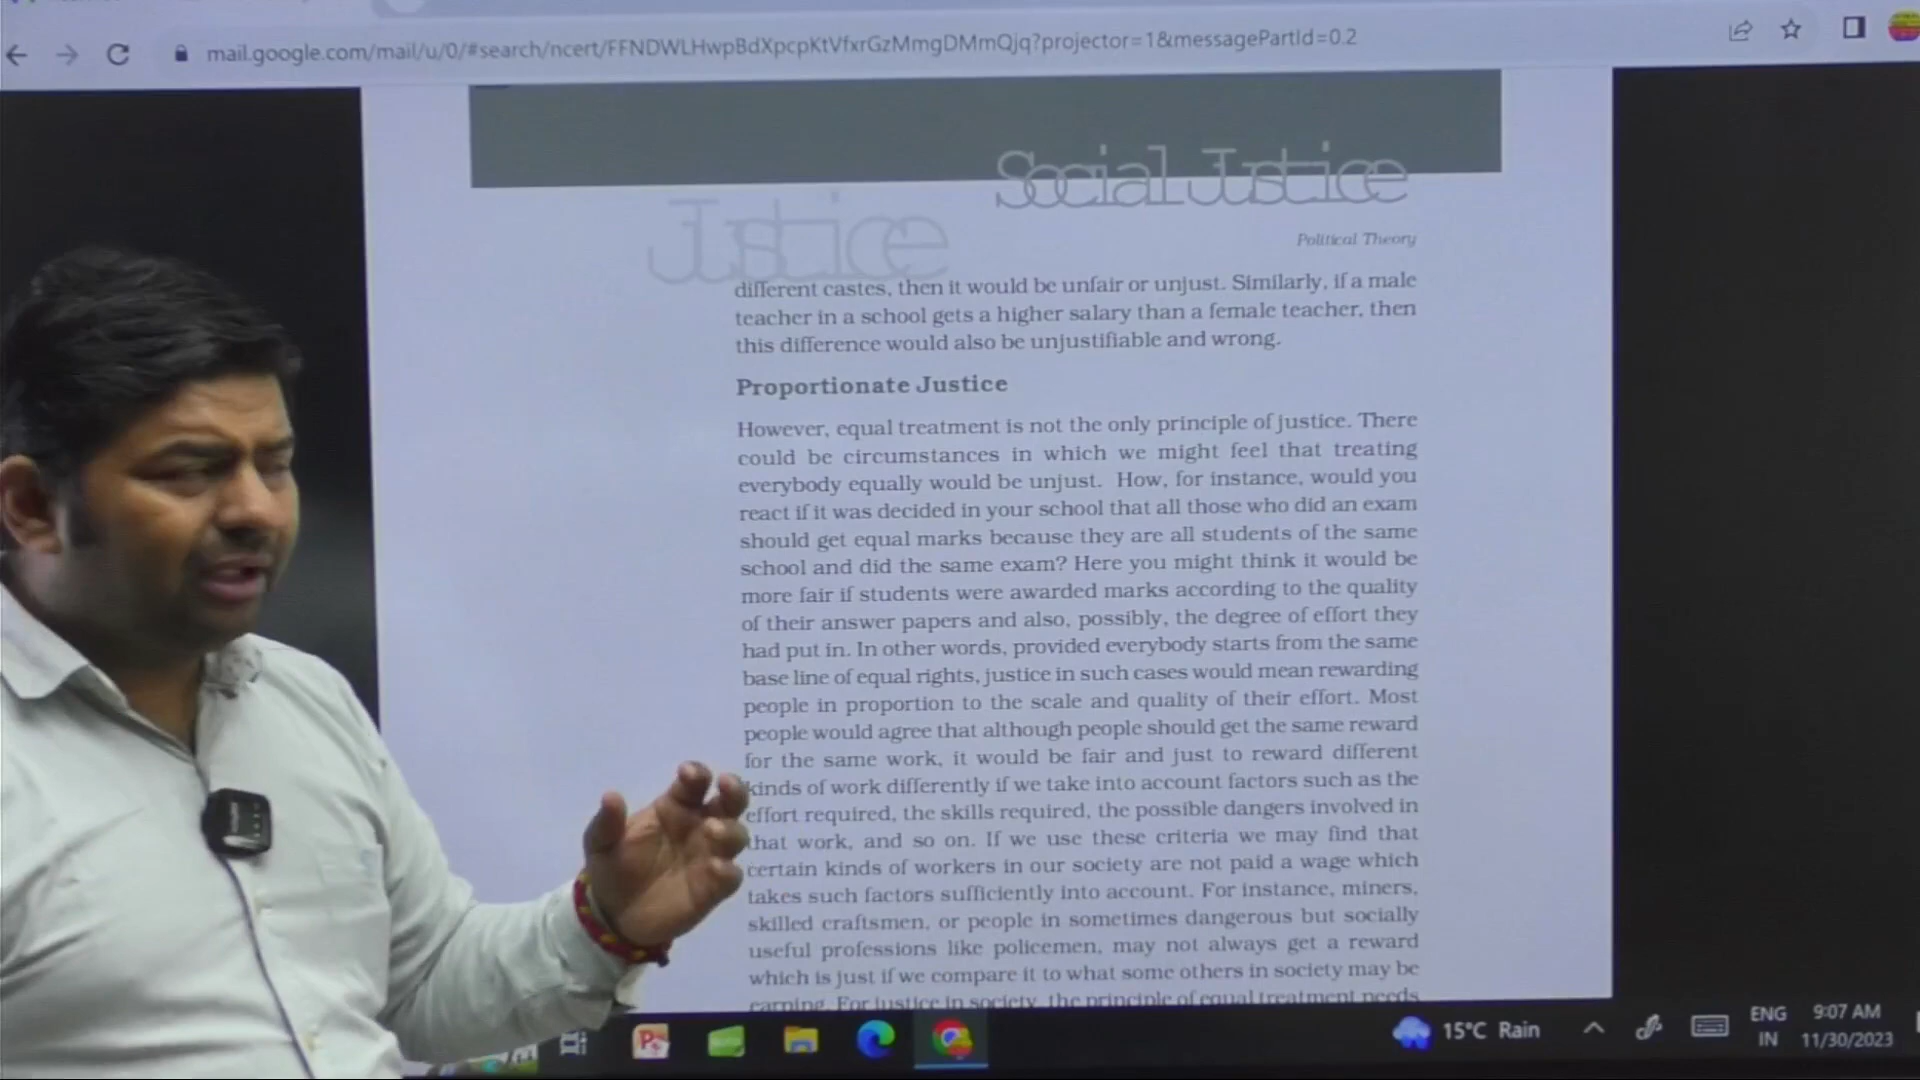 mail.google.com/mail/u/0/#search/ncert/FFNDWLHwpBdXpcpKtVfxrGzMmgDMmQjq?projector=1&messagePartId=0.2
Social Justice
Justice
Political Theory
different castes, then it would be unfair or unjust. Similarly, if a male
teacher in a school gets a higher salary than a female teacher, then
this difference would also be unjustifiable and wrong.
Proportionate Justice
However, equal treatment is not the only principle of justice. There
could be circumstances in which we might feel that treating
everybody equally would be unjust. How, for instance, would you
react if it was decided in your school that all those who did an exam
should get equal marks because they are all students of the same
school and did the same exam? Here you might think it would be
more fair if students were awarded marks according to the quality
of their answer papers and also, possibly, the degree of effort they
had put in. In other words, provided everybody starts from the same
base line of equal rights, justice in such cases would mean rewarding
people in proportion to the scale and quality of their effort. Most
people would agree that although people should get the same reward
for the same work, it would be fair and just to reward different
kinds of work differently if we take into account factors such as the
effort required, the skills required, the possible dangers involved in
that work, and so on. If we use these criteria we may find that
certain kinds of workers in our society are not paid a wage which
takes such factors sufficiently into account. For instance, miners,
skilled craftsmen, or people in sometimes dangerous but socially
useful professions like policemen, may not always get a reward
which is just if we compare it to what some others in society may be
earning. For justice in society, the principle of equal treatment needs
15°C Rain
ENG
IN
9:07 AM
11/30/2023